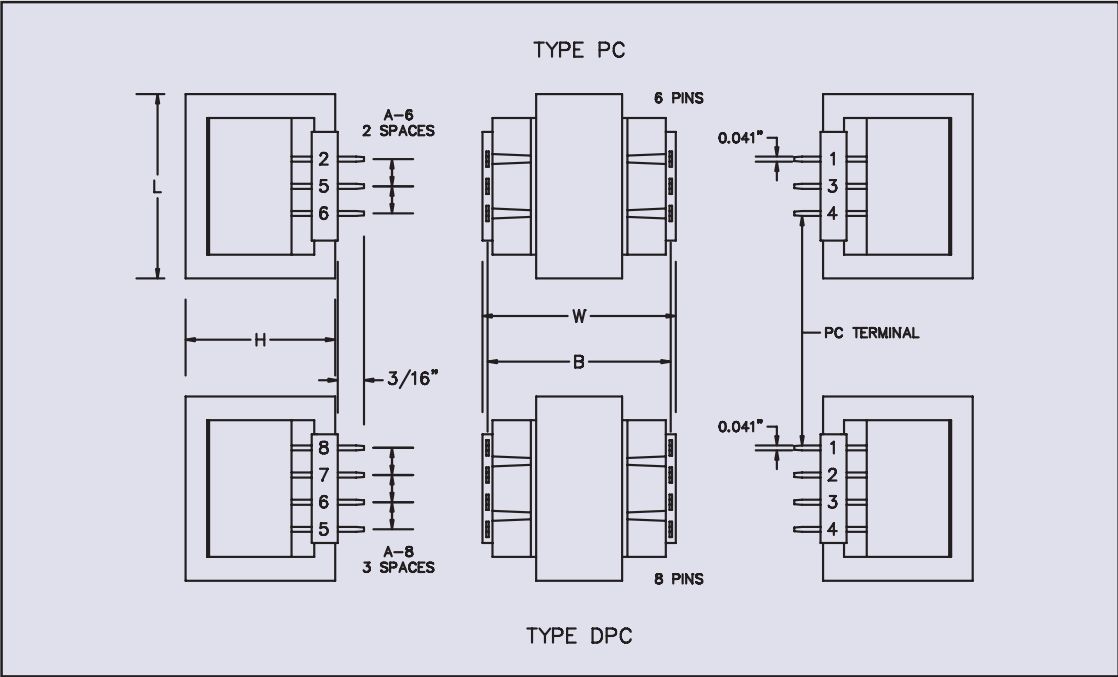 TYPE PC
A-6
2 SPACES
6 PINS
0.041"
2
5
6
1
3
4
L
H
W
B
PC TERMINAL
3/16"
0.041"
8
7
6
5
1
2
3
4
A-8
3 SPACES
8 PINS
TYPE DPC